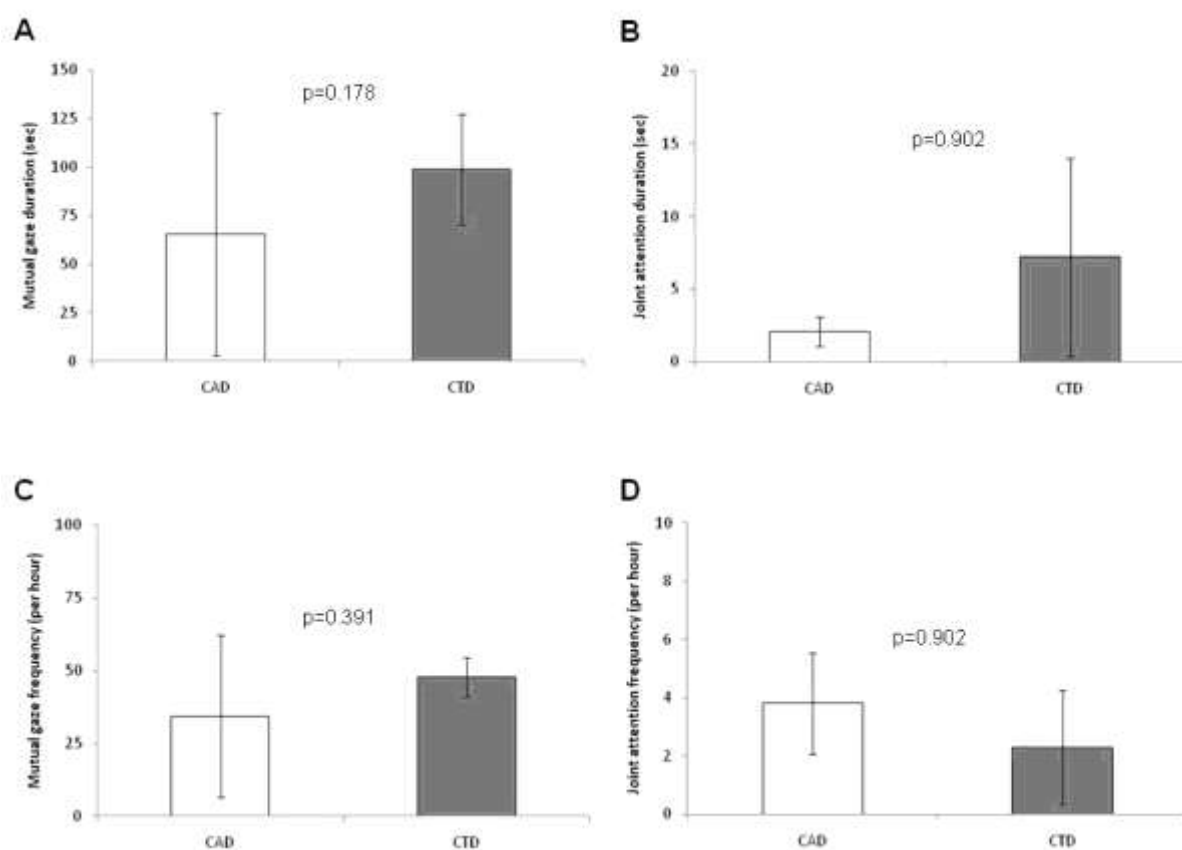 A
Mutual gaze duration (sec)
150
125
100
75
50
25
0
p=0.178
CAD
CTD
B
Joint attention duration (sec)
20
15
10
5
0
p=0.902
CAD
CTD
C
Mutual gaze frequency (per hour)
100
75
50
25
0
p=0.391
CAD
CTD
D
Joint attention frequency (per hour)
10
8
6
4
2
0
p=0.902
CAD
CTD